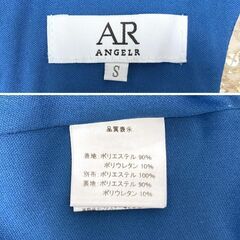 AR
ANGELR
S
品質表示
表地 ポリエステル 90%
ポリウレタン 10%
別布 ポリエステル 100%
裏地 ポリエステル 90%
ポリウレタン 10%